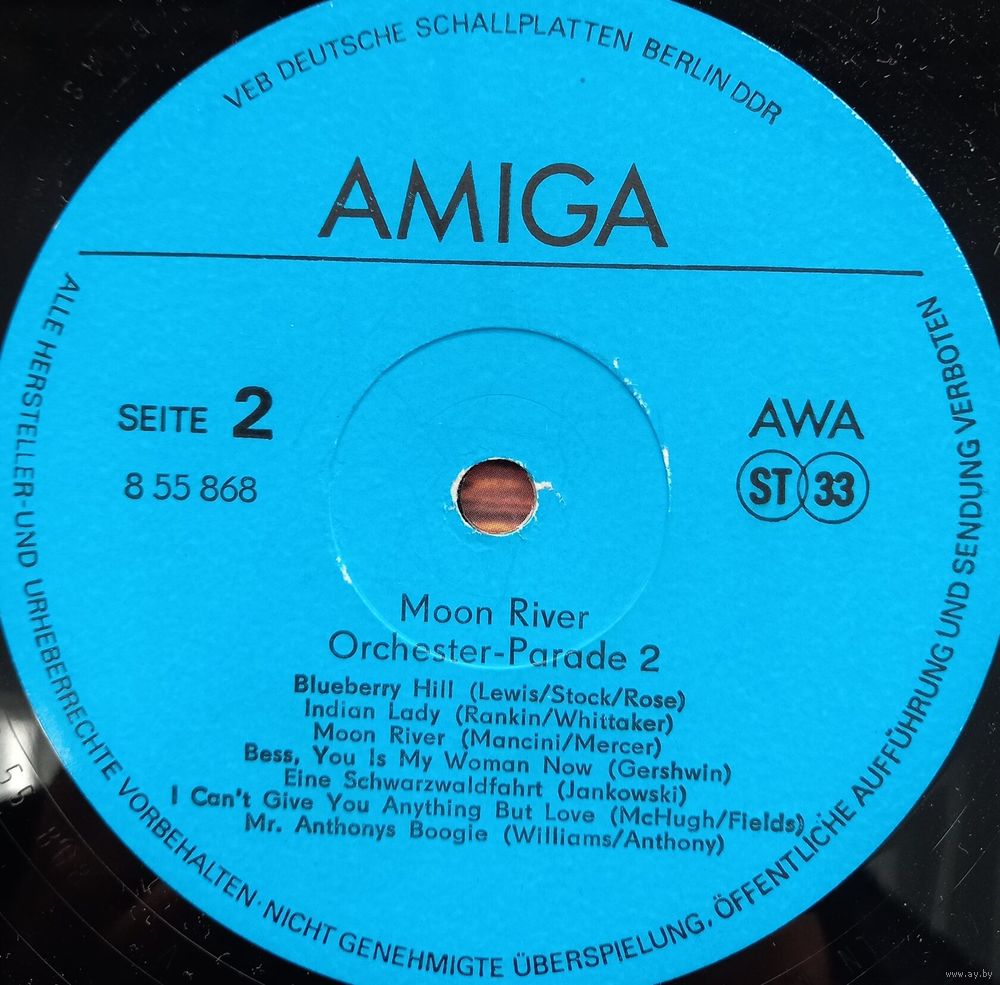 VEB DEUTSCHE SCHALLPLATTEN BERLIN DDR
AMIGA
SEITE 2
8 55 868
AWA
ST 33
Moon River
Orchester-Parade 2
Blueberry Hill (Lewis/Stock/Rose)
Indian Lady (Rankin/Whittaker)
Moon River (Mancini/Mercer)
Bess, You Is My Woman Now (Gershwin)
Eine Schwarzwaldfahrt (Jankowski)
I Can't Give You Anything But Love (McHugh/Fields)
Mr. Anthonys Boogie (Williams/Anthony)
ALLE HERSTELLER-UND URHEBERRECHTE VORBEHALTEN · NICHT GENEHMIGTE ÜBERSPIELUNG, ÖFFENTLICHE AUFFÜHRUNG UND SENDUNG VERBOTEN
www.ay.by